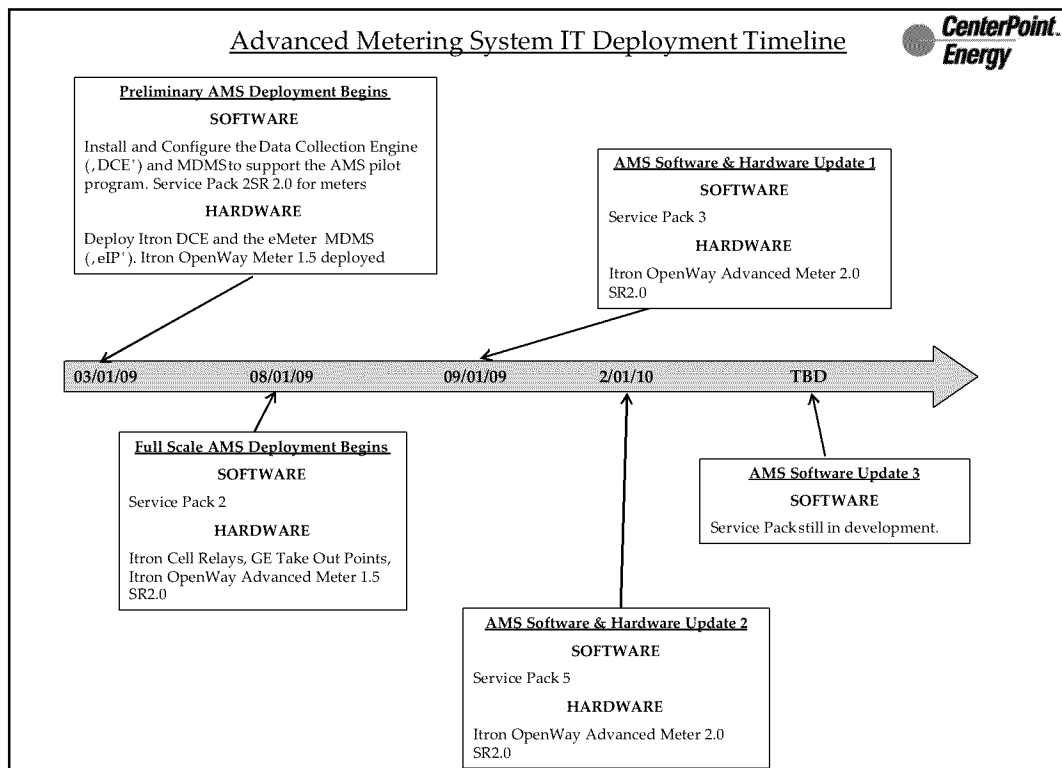 Advanced Metering System IT Deployment Timeline
CenterPoint.
Energy
Preliminary AMS Deployment Begins
SOFTWARE
Install and Configure the Data Collection Engine
(‚DCE‛) and MDMS to support the AMS pilot
program. Service Pack 2SR 2.0 for meters
HARDWARE
Deploy Itron DCE and the eMeter MDMS
(‚eIP‛). Itron OpenWay Meter 1.5 deployed
AMS Software & Hardware Update 1
SOFTWARE
Service Pack 3
HARDWARE
Itron OpenWay Advanced Meter 2.0
SR2.0
03/01/09 08/01/09 09/01/09 2/01/10 TBD
Full Scale AMS Deployment Begins
SOFTWARE
Service Pack 2
HARDWARE
Itron Cell Relays, GE Take Out Points,
Itron OpenWay Advanced Meter 1.5
SR2.0
AMS Software & Hardware Update 2
SOFTWARE
Service Pack 5
HARDWARE
Itron OpenWay Advanced Meter 2.0
SR2.0
AMS Software Update 3
SOFTWARE
Service Pack still in development.